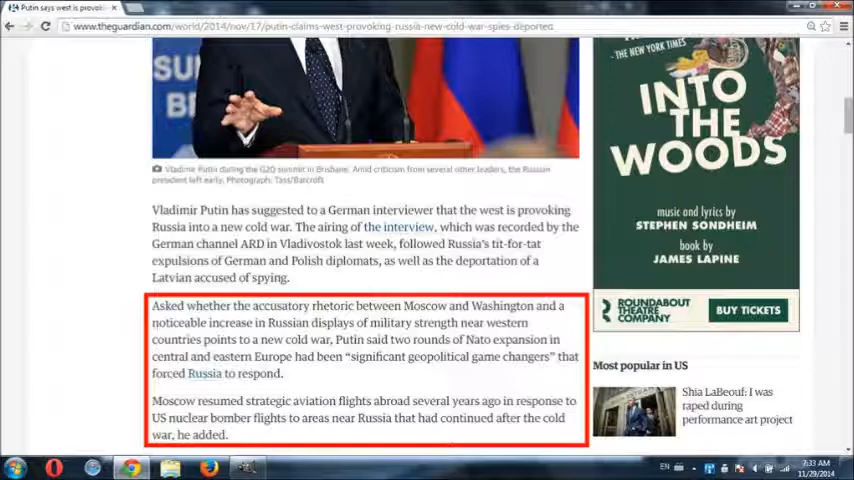 Putin says west is provoki
www.theguardian.com/world/2014/nov/17/putin-claims-west-provoking-russia-new-cold-war-spies-deported
SU
B
- THE NEW YORK TIMES
INTO
THE
WOODS
music and lyrics by
STEPHEN SONDHEIM
book by
JAMES LAPINE
ROUNDABOUT
THEATRE
COMPANY
BUY TICKETS
Vladimir Putin during the G20 summit in Brisbane. Amid criticism from several other leaders, the Russian
president left early. Photograph: Tass/Barcroft
Vladimir Putin has suggested to a German interviewer that the west is provoking
Russia into a new cold war. The airing of the interview, which was recorded by the
German channel ARD in Vladivostok last week, followed Russia's tit-for-tat
expulsions of German and Polish diplomats, as well as the deportation of a
Latvian accused of spying.
Asked whether the accusatory rhetoric between Moscow and Washington and a
noticeable increase in Russian displays of military strength near western
countries points to a new cold war, Putin said two rounds of Nato expansion in
central and eastern Europe had been “significant geopolitical game changers” that
forced Russia to respond.
Moscow resumed strategic aviation flights abroad several years ago in response to
US nuclear bomber flights to areas near Russia that had continued after the cold
war, he added.
Most popular in US
Shia LaBeouf: I was
raped during
performance art project
EN
7:33 AM
11/29/2014